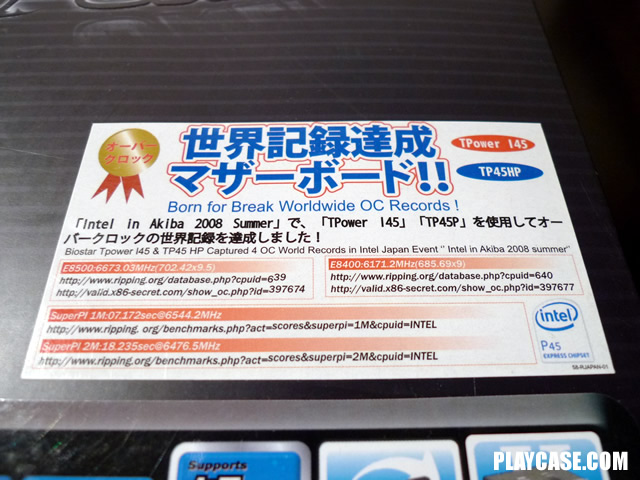 オーバー
クロック
世界記録達成
マザーボード!!
TPower I45
TP45HP
Born for Break Worldwide OC Records !
「Intel in Akiba 2008 Summer」で、「TPower I45」「TP45P」を使用してオー
バークロックの世界記録を達成しました！
Biostar Tpower I45 & TP45 HP Captured 4 OC World Records in Intel Japan Event " Intel in Akiba 2008 summer"
E8500:6673.03MHz(702.42x9.5)
http://www.ripping.org/database.php?cpuid=639
http://valid.x86-secret.com/show_oc.php?id=397674
E8400:6171.2MHz(685.69x9)
http://www.ripping.org/database.php?cpuid=640
http://valid.x86-secret.com/show_oc.php?id=397677
SuperPI 1M:07.172sec@6544.2MHz
http://www.ripping. org/benchmarks.php?act=scores&superpi=1M&cpuid=INTEL
SuperPI 2M:18.235sec@6476.5MHz
http://www.ripping. org/benchmarks.php?act=scores&superpi=2M&cpuid=INTEL
intel
P45
EXPRESS CHIPSET
S8-RJAPAN-01
Supports
PLAYCASE.COM